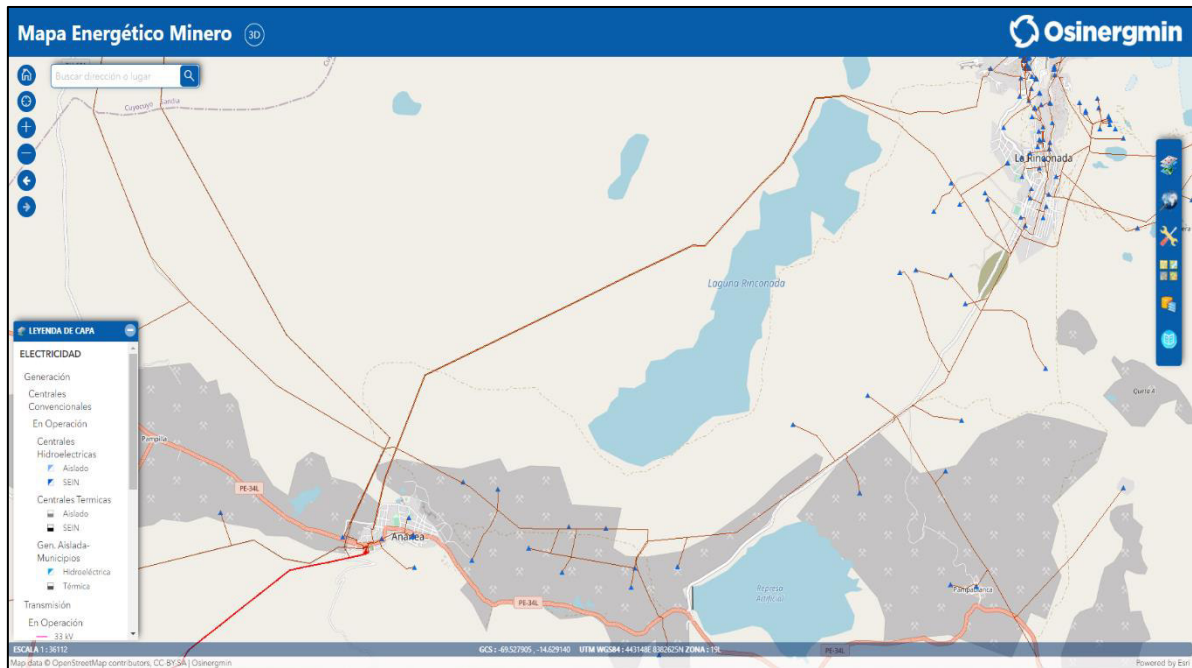 Mapa Energético Minero 3D
Osinergmin
Buscar dirección o lugar
Cuyocuyo
Sandia
La Rinconada
Laguna Rinconada
LEYENDA DE CAPA
ELECTRICIDAD
Generación
Centrales
Convencionales
En Operación
Centrales
Hidroelectricas
Aislado
SEIN
Centrales Termicas
Aislado
SEIN
Gen. Aislada-
Municipios
Hidroeléctrica
Térmica
Transmisión
En Operación
33 kV
Pampilla
PE-34L
Ananea
PE-34L
Represa
Artificial
Pampablanca
PE-34L
ESCALA 1 : 36112
GCS : -69.527905 , -14.629140 UTM WGS84 : 443148E 8382625N ZONA : 19L
Map data © OpenStreetMap contributors, CC-BY-SA | Osinergmin
Powered by Esri